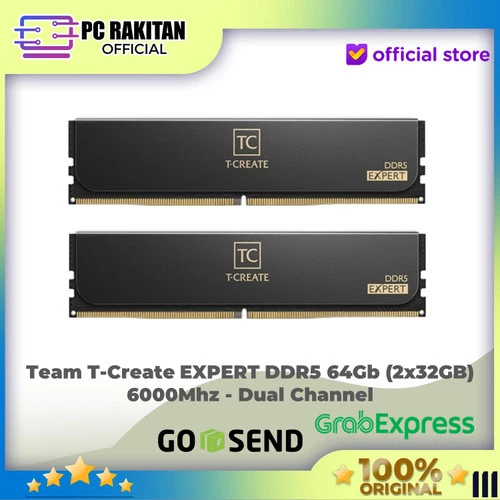 PC RAKITAN
OFFICIAL
official store
TC
T-CREATE
DDR5
EXPERT
TC
T-CREATE
DDR5
EXPERT
Team T-Create EXPERT DDR5 64Gb (2x32GB)
6000Mhz - Dual Channel
GO SEND
GrabExpress
100%
ORIGINAL